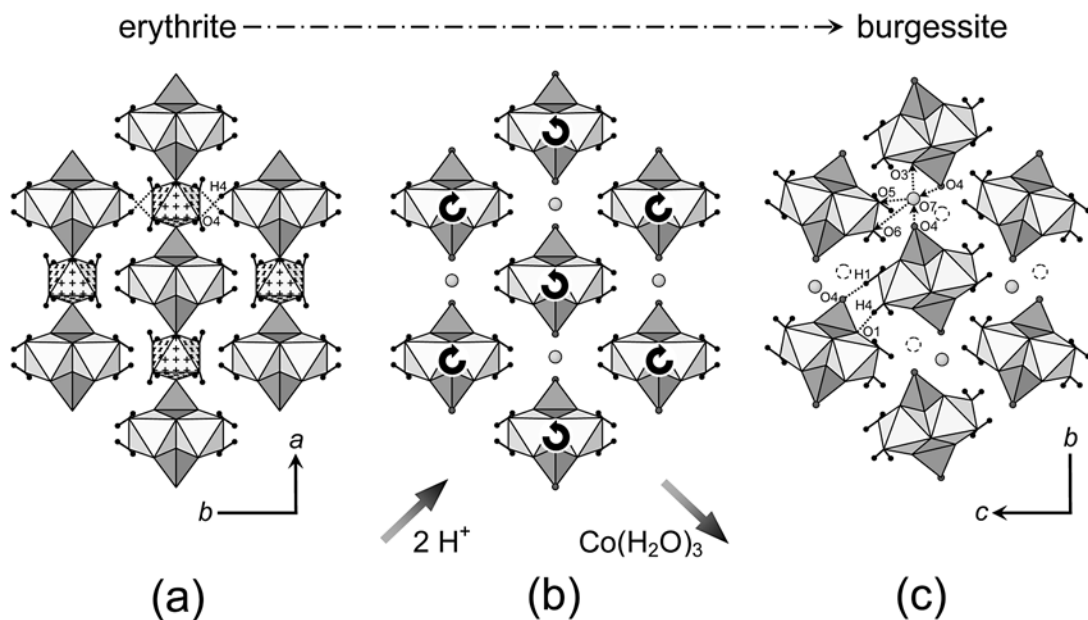 erythrite
burgessite
H4
O4
a
b
2 H⁺
Co(H₂O)₃
O3
O4
O5
O7
O6
O4
H1
O4
H4
O1
b
c
(a)
(b)
(c)